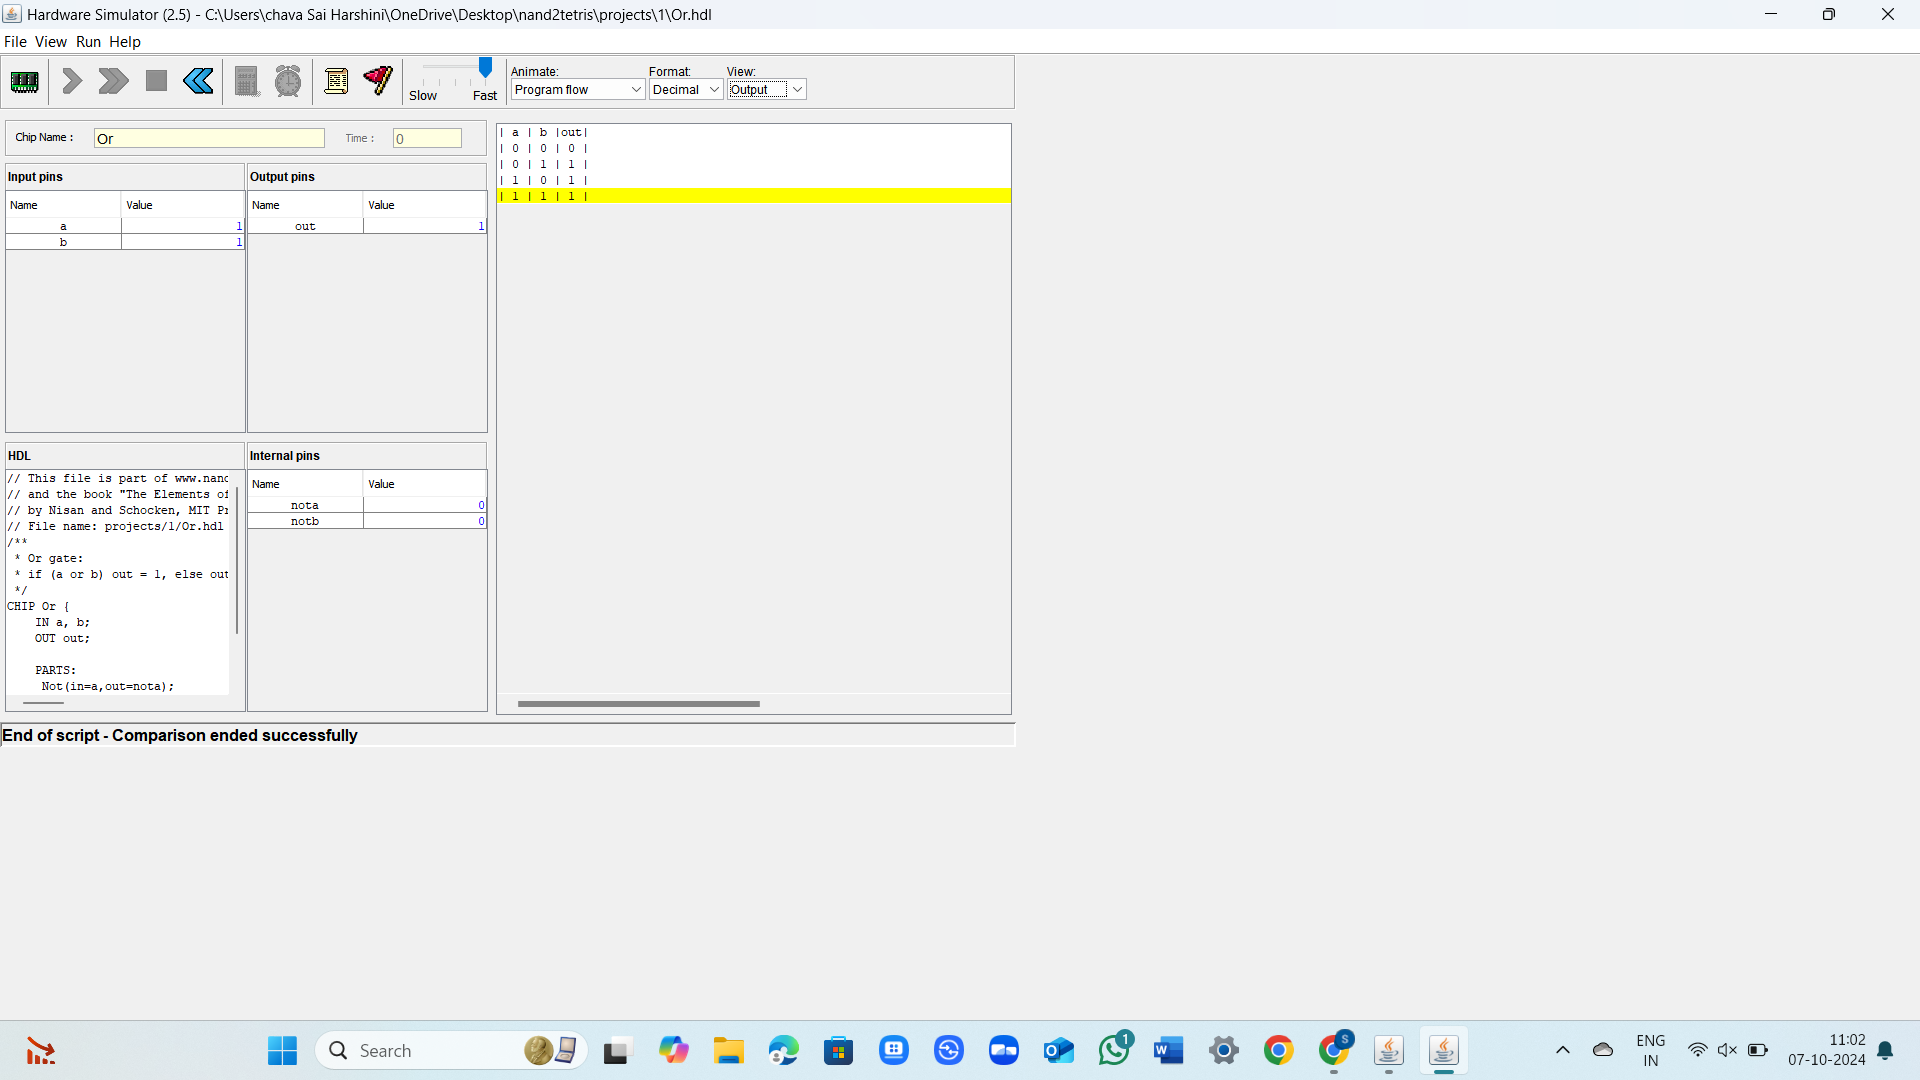 Hardware Simulator (2.5) - C:\Users\chava Sai Harshini\OneDrive\Desktop\nand2tetris\projects\1\Or.hdl
File View Run Help
Slow Fast
Animate: Format: View:
Program flow Decimal Output
Chip Name : Or Time : 0
Input pins
Name Value
a 1
b 1
Output pins
Name Value
out 1
HDL
// This file is part of www.nand
// and the book "The Elements of
// by Nisan and Schocken, MIT Pr
// File name: projects/1/Or.hdl
/**
* Or gate:
* if (a or b) out = 1, else out
*/
CHIP Or {
IN a, b;
OUT out;
PARTS:
Not(in=a,out=nota);
Internal pins
Name Value
nota 0
notb 0
| a | b |out|
| 0 | 0 | 0 |
| 0 | 1 | 1 |
| 1 | 0 | 1 |
| 1 | 1 | 1 |
End of script - Comparison ended successfully
Search
1
W
S
ENG
IN
11:02
07-10-2024